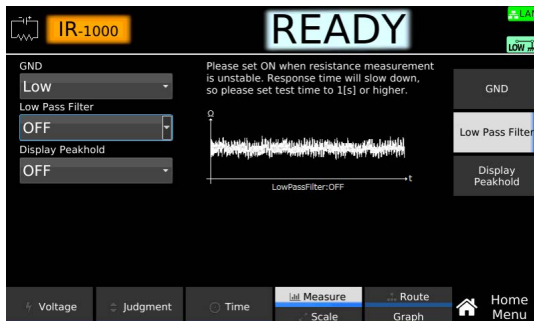 IR-1000
READY
LAN
LOW
GND
Low
Low Pass Filter
OFF
Display Peakhold
OFF
Please set ON when resistance measurement
is unstable. Response time will slow down,
so please set test time to 1[s] or higher.
Ω
t
LowPassFilter:OFF
GND
Low Pass Filter
Display
Peakhold
Voltage
Judgment
Time
Measure
Scale
Route
Graph
Home
Menu